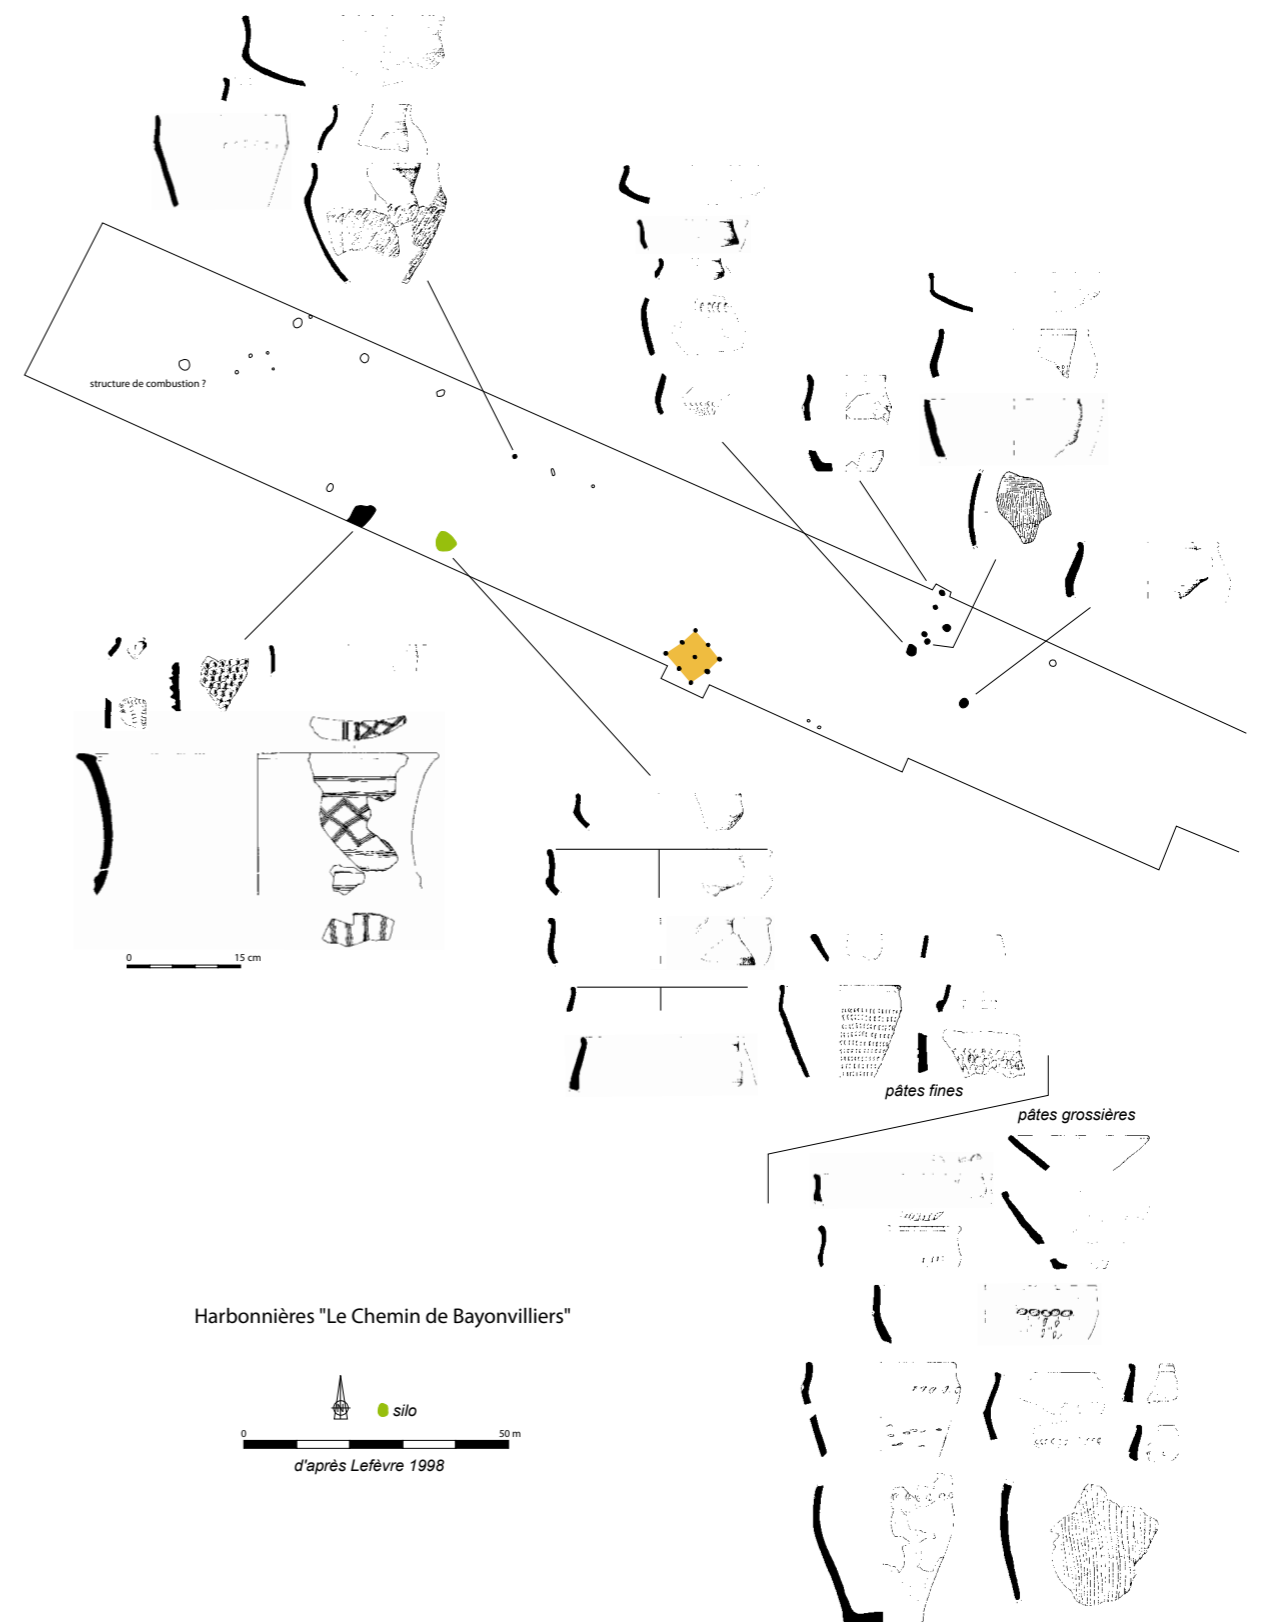 structure de combustion ?
0 15 cm
pâtes fines
pâtes grossières
Harbonnières "Le Chemin de Bayonvilliers"
silo
0 50 m
d'après Lefèvre 1998